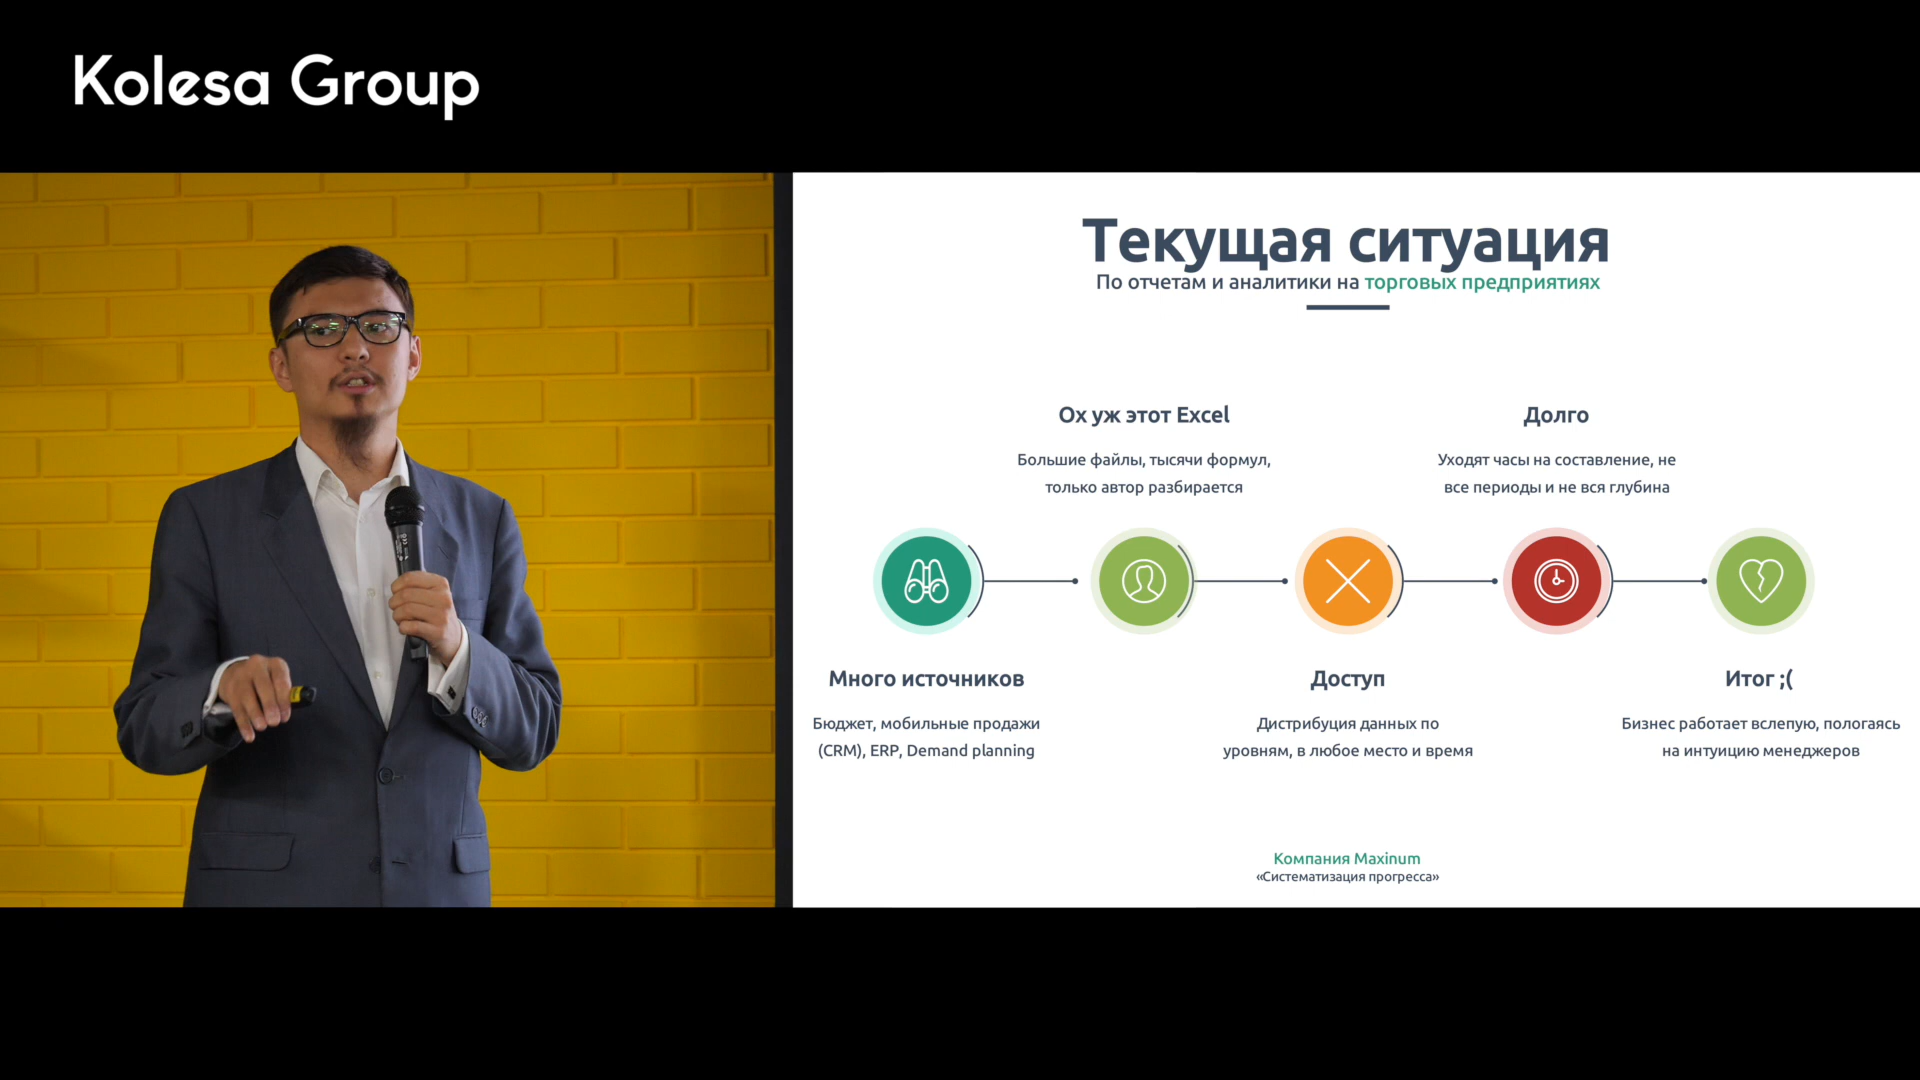 Kolesa Group
Текущая ситуация
По отчетам и аналитики на торговых предприятиях
Ох уж этот Excel
Большие файлы, тысячи формул,
только автор разбирается
Долго
Уходят часы на составление, не
все периоды и не вся глубина
Много источников
Бюджет, мобильные продажи
(CRM), ERP, Demand planning
Доступ
Дистрибуция данных по
уровням, в любое место и время
Итог ;(
Бизнес работает вслепую, пологаясь
на интуицию менеджеров
Компания Maxinum
«Систематизация прогресса»